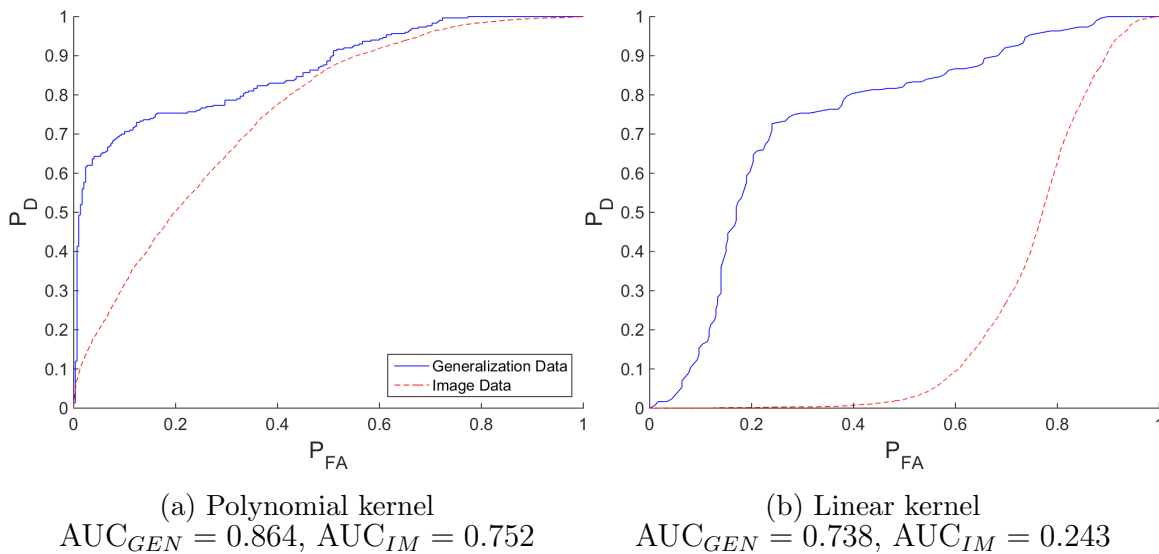 1
0.9
0.8
0.7
0.6
0.5
0.4
0.3
0.2
0.1
0
P_D
0 0.2 0.4 0.6 0.8 1
P_FA
Generalization Data
Image Data
(a) Polynomial kernel
AUC_GEN = 0.864, AUC_IM = 0.752
1
0.9
0.8
0.7
0.6
0.5
0.4
0.3
0.2
0.1
0
P_D
0 0.2 0.4 0.6 0.8 1
P_FA
(b) Linear kernel
AUC_GEN = 0.738, AUC_IM = 0.243